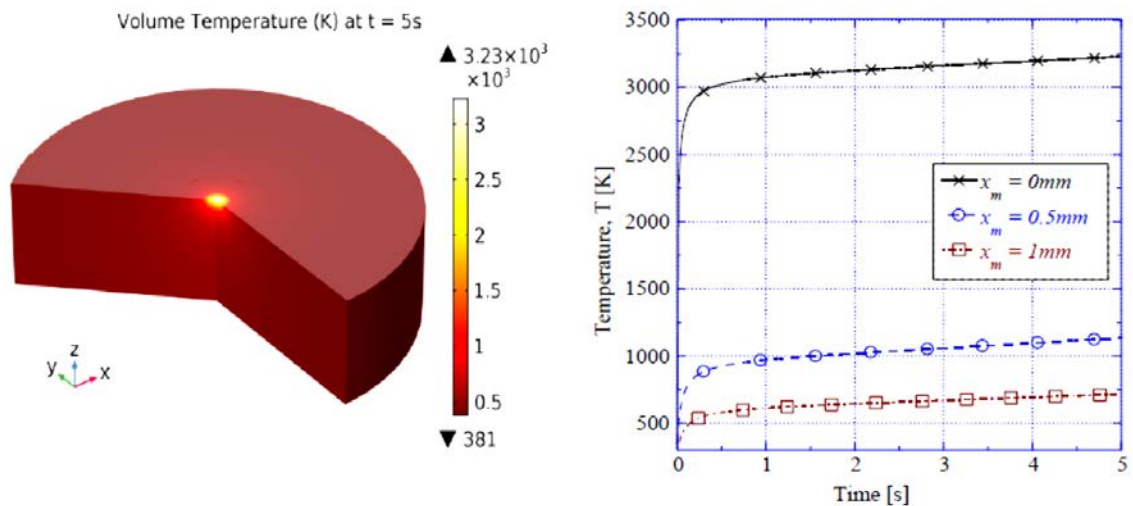 Volume Temperature (K) at t = 5s
▲ 3.23×10³
×10³
3
2.5
2
1.5
1
0.5
▼ 381
z
y
x
3500
3000
2500
2000
1500
1000
500
Temperature, T [K]
x_m = 0mm
x_m = 0.5mm
x_m = 1mm
0
1
2
3
4
5
Time [s]